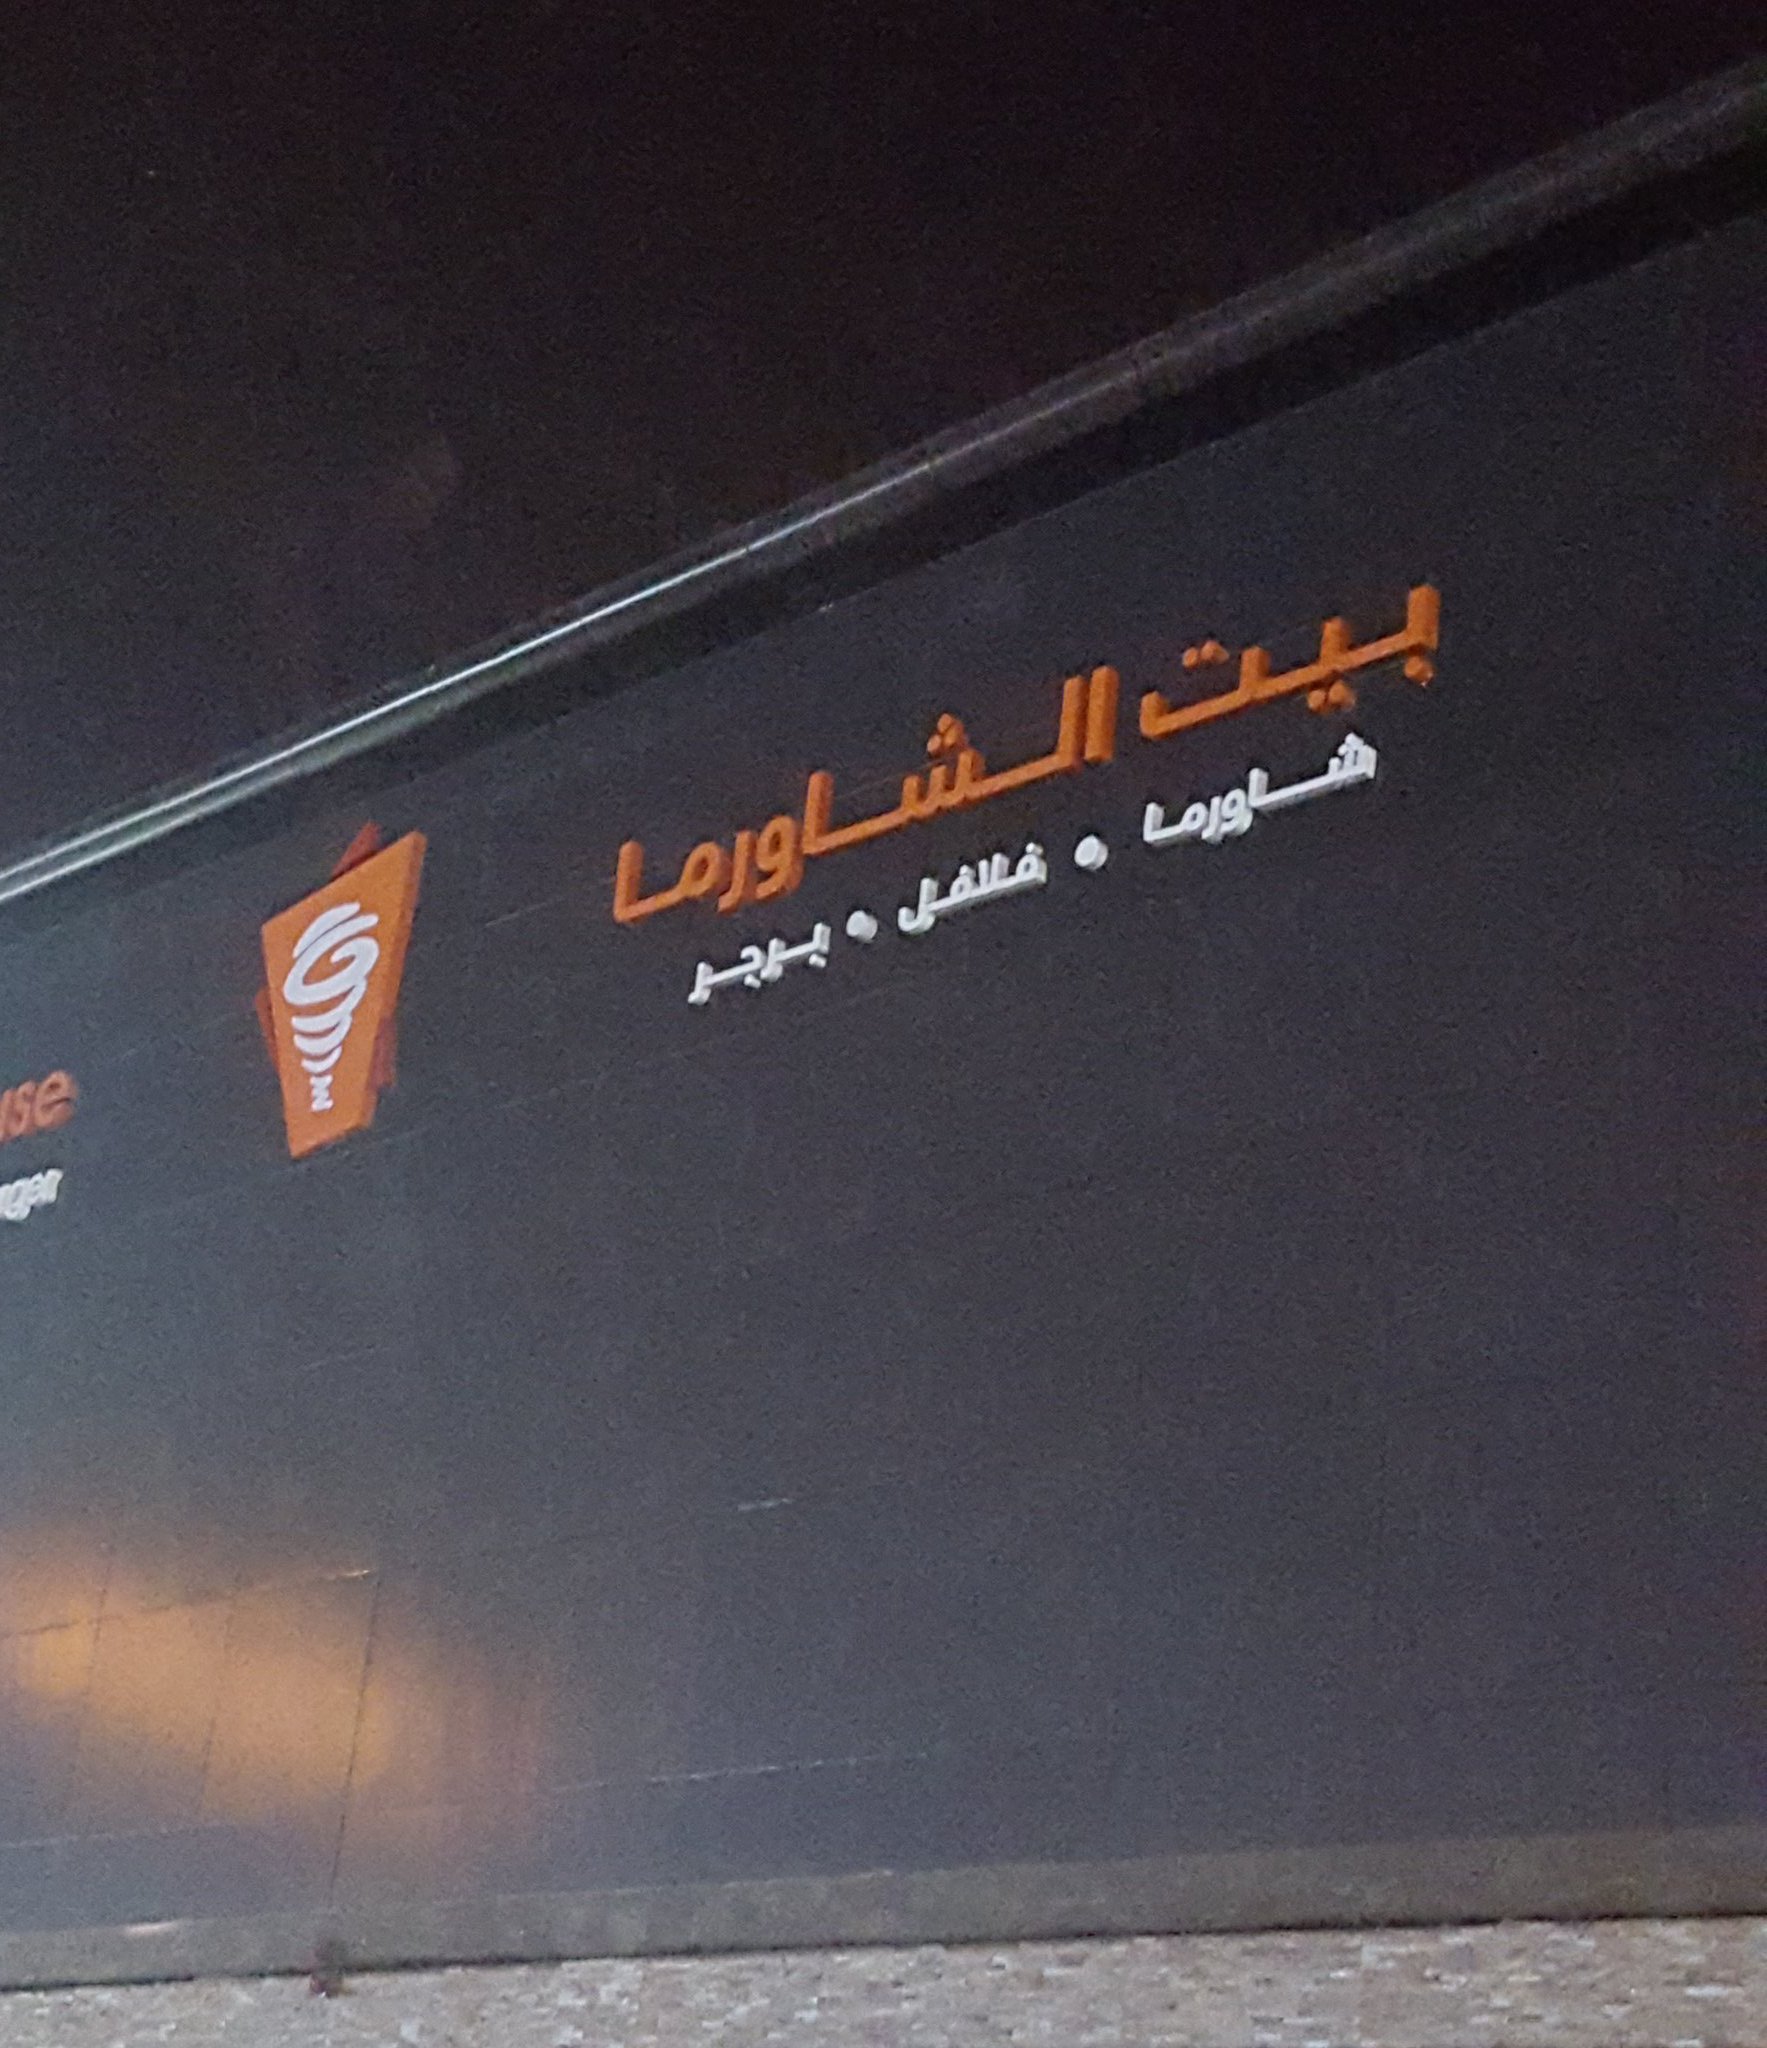 بيت الشاورما
شاورما • فلافل • برجر